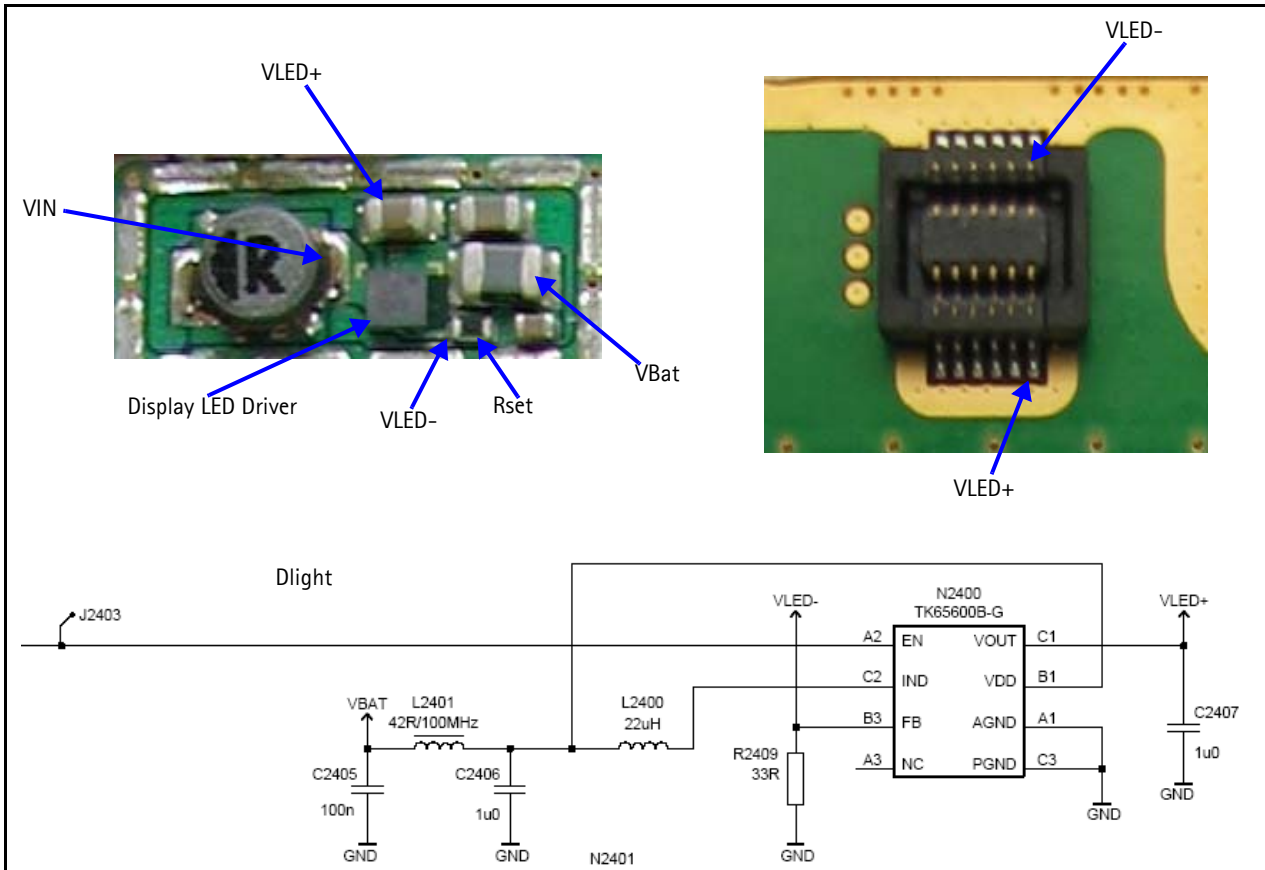 VLED-
VLED+
VIN
VBat
Display LED Driver
VLED-
Rset
VLED+
Dlight
J2403
VLED-
N2400
TK65600B-G
VLED+
A2
EN
VOUT
C1
C2
IND
VDD
B1
VBAT
L2401
42R/100MHz
L2400
22uH
B3
FB
AGND
A1
C2407
1u0
R2409
33R
A3
NC
PGND
C3
C2405
100n
C2406
1u0
GND
GND
GND
GND
GND
N2401